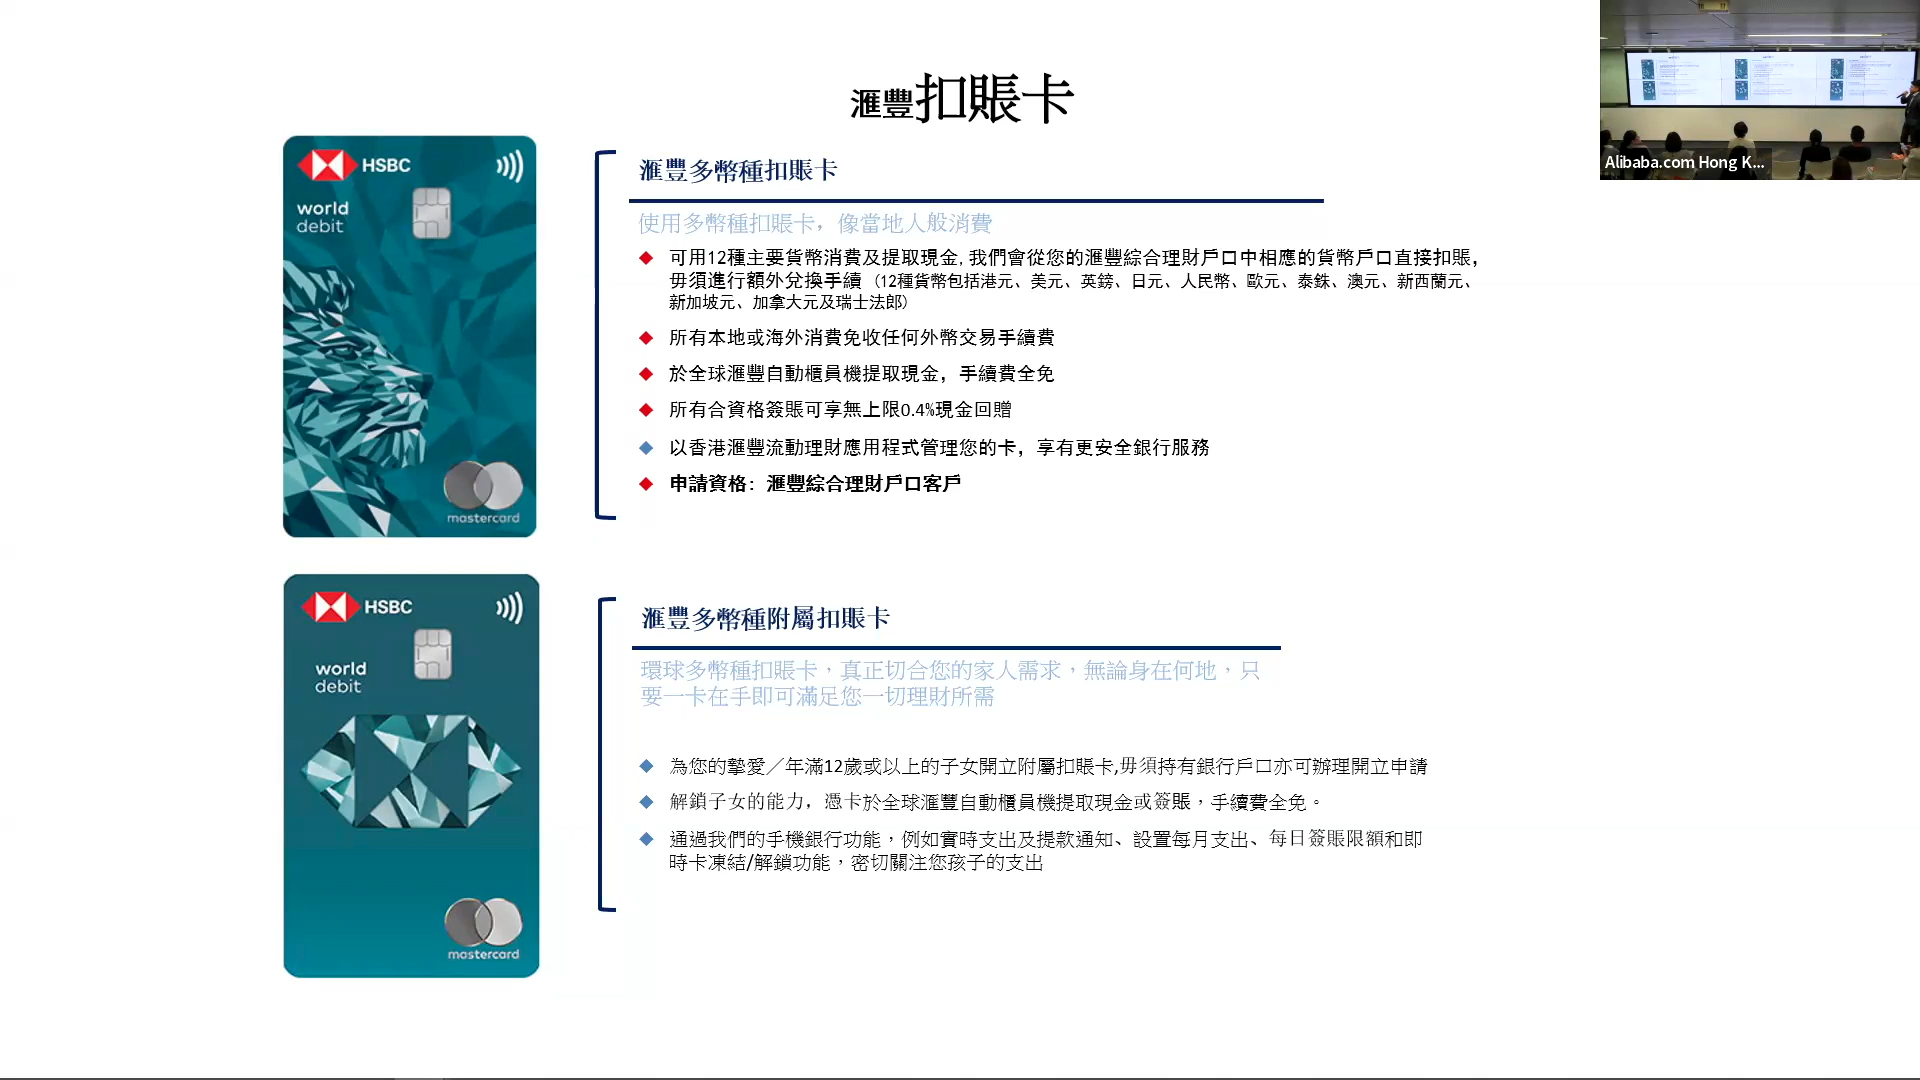 滙豐扣賬卡
Alibaba.com Hong K...
HSBC
world
debit
mastercard
滙豐多幣種扣賬卡
使用多幣種扣賬卡，像當地人般消費
可用12種主要貨幣消費及提取現金, 我們會從您的滙豐綜合理財戶口中相應的貨幣戶口直接扣賬，
毋須進行額外兌換手續（12種貨幣包括港元、美元、英鎊、日元、人民幣、歐元、泰銖、澳元、新西蘭元、
新加坡元、加拿大元及瑞士法郎）
所有本地或海外消費免收任何外幣交易手續費
於全球滙豐自動櫃員機提取現金，手續費全免
所有合資格簽賬可享無上限0.4%現金回贈
以香港滙豐流動理財應用程式管理您的卡，享有更安全銀行服務
申請資格：滙豐綜合理財戶口客戶
HSBC
world
debit
mastercard
滙豐多幣種附屬扣賬卡
環球多幣種扣賬卡，真正切合您的家人需求，無論身在何地，只
要一卡在手即可滿足您一切理財所需
為您的摯愛／年滿12歲或以上的子女開立附屬扣賬卡,毋須持有銀行戶口亦可辦理開立申請
解鎖子女的能力，憑卡於全球滙豐自動櫃員機提取現金或簽賬，手續費全免。
通過我們的手機銀行功能，例如實時支出及提款通知、設置每月支出、每日簽賬限額和即
時卡凍結/解鎖功能，密切關注您孩子的支出